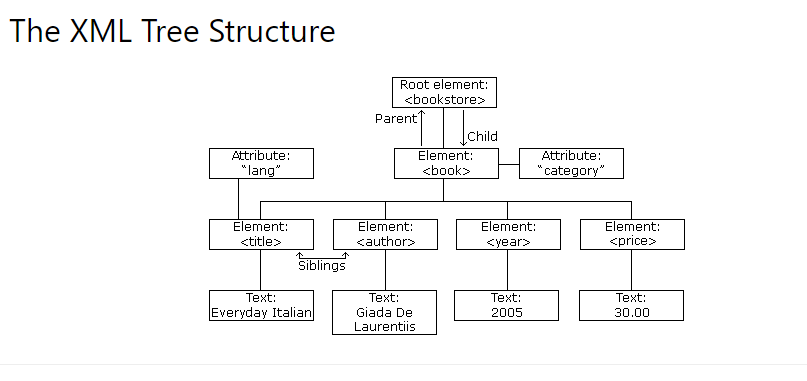 The XML Tree Structure
Root element:
<bookstore>
Parent
Child
Attribute:
"lang"
Element:
<book>
Attribute:
"category"
Element:
<title>
Element:
<author>
Element:
<year>
Element:
<price>
Siblings
Text:
Everyday Italian
Text:
Giada De
Laurentiis
Text:
2005
Text:
30.00